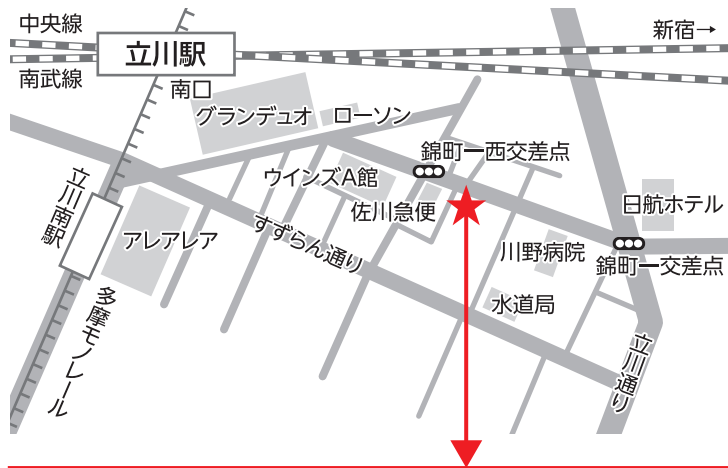 中央線
立川駅
新宿→
南武線
南口
グランデュオ
ローソン
錦町一西交差点
ウインズA館
立川南駅
佐川急便
日航ホテル
アレアレア
すずらん通り
川野病院
錦町一交差点
水道局
多摩モノレール
立川通り